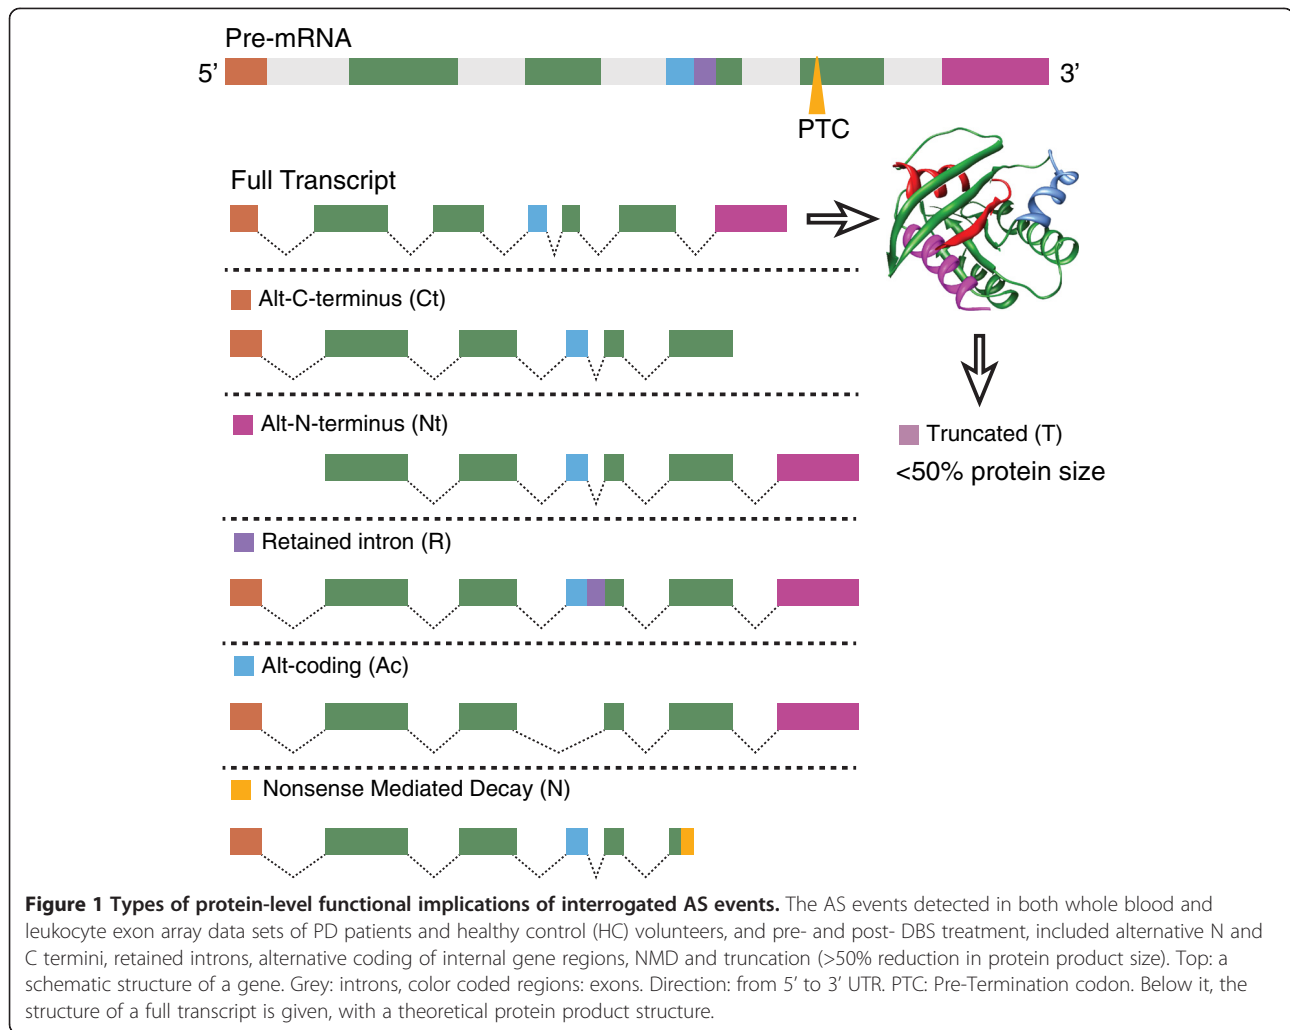 Pre-mRNA
5’ 3’
PTC
Full Transcript
Alt-C-terminus (Ct)
Alt-N-terminus (Nt)
Truncated (T)
<50% protein size
Retained intron (R)
Alt-coding (Ac)
Nonsense Mediated Decay (N)
Figure 1 Types of protein-level functional implications of interrogated AS events. The AS events detected in both whole blood and
leukocyte exon array data sets of PD patients and healthy control (HC) volunteers, and pre- and post- DBS treatment, included alternative N and
C termini, retained introns, alternative coding of internal gene regions, NMD and truncation (>50% reduction in protein product size). Top: a
schematic structure of a gene. Grey: introns, color coded regions: exons. Direction: from 5’ to 3’ UTR. PTC: Pre-Termination codon. Below it, the
structure of a full transcript is given, with a theoretical protein product structure.